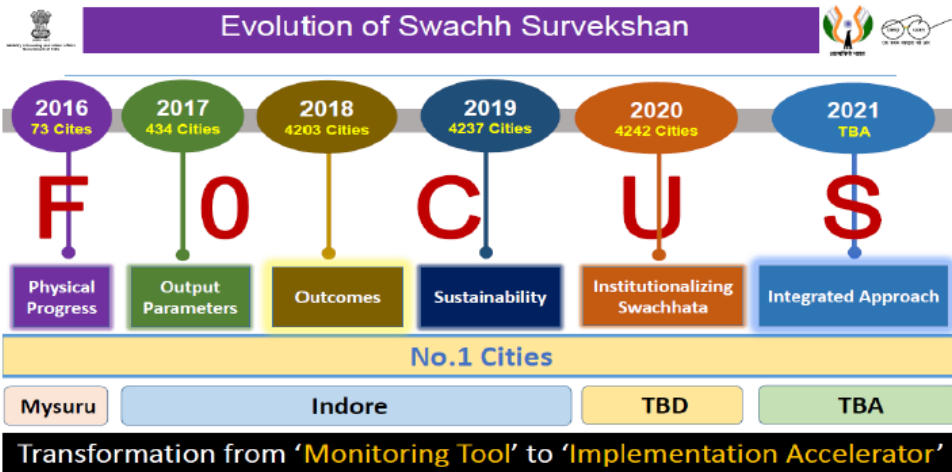 Evolution of Swachh Survekshan
2016
73 Cites
2017
434 Cities
2018
4203 Cities
2019
4237 Cities
2020
4242 Cities
2021
TBA
F 0 C U S
Physical
Progress
Output
Parameters
Outcomes
Sustainability
Institutionalizing
Swachhata
Integrated Approach
No.1 Cities
Mysuru
Indore
TBD
TBA
Transformation from ‘Monitoring Tool’ to ‘Implementation Accelerator’